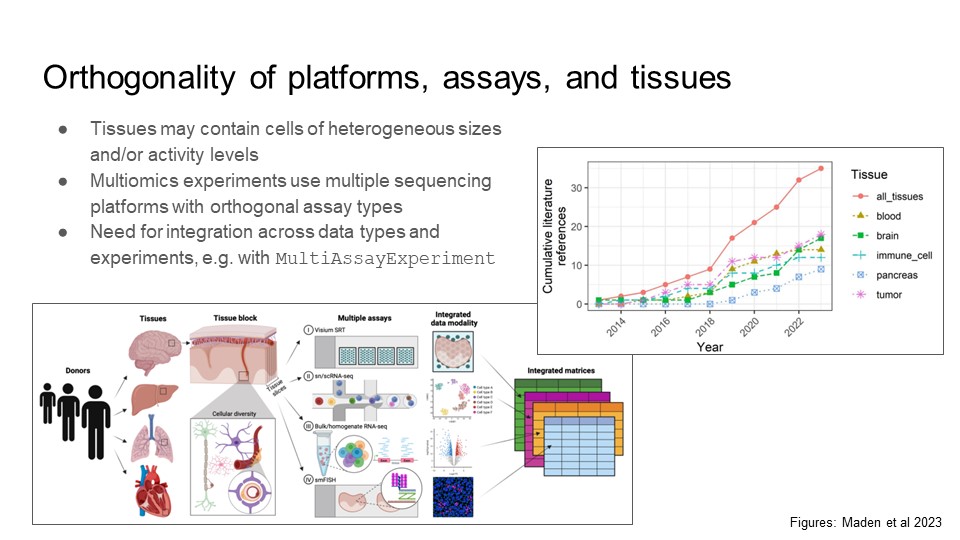 Orthogonality of platforms, assays, and tissues
● Tissues may contain cells of heterogeneous sizes
and/or activity levels
● Multiomics experiments use multiple sequencing
platforms with orthogonal assay types
● Need for integration across data types and
experiments, e.g. with MultiAssayExperiment
Cumulative literature
references
30
20
10
0
2014
2016
2018
2020
2022
Year
Tissue
all_tissues
blood
brain
immune_cell
pancreas
tumor
Donors
Tissues
Tissue block
Cellular diversity
Tissue
slices
Multiple assays
I Visium SRT
II sn/scRNA-seq
III Bulk/homogenate RNA-seq
IV smFISH
Integrated
data modality
Integrated matrices
Figures: Maden et al 2023